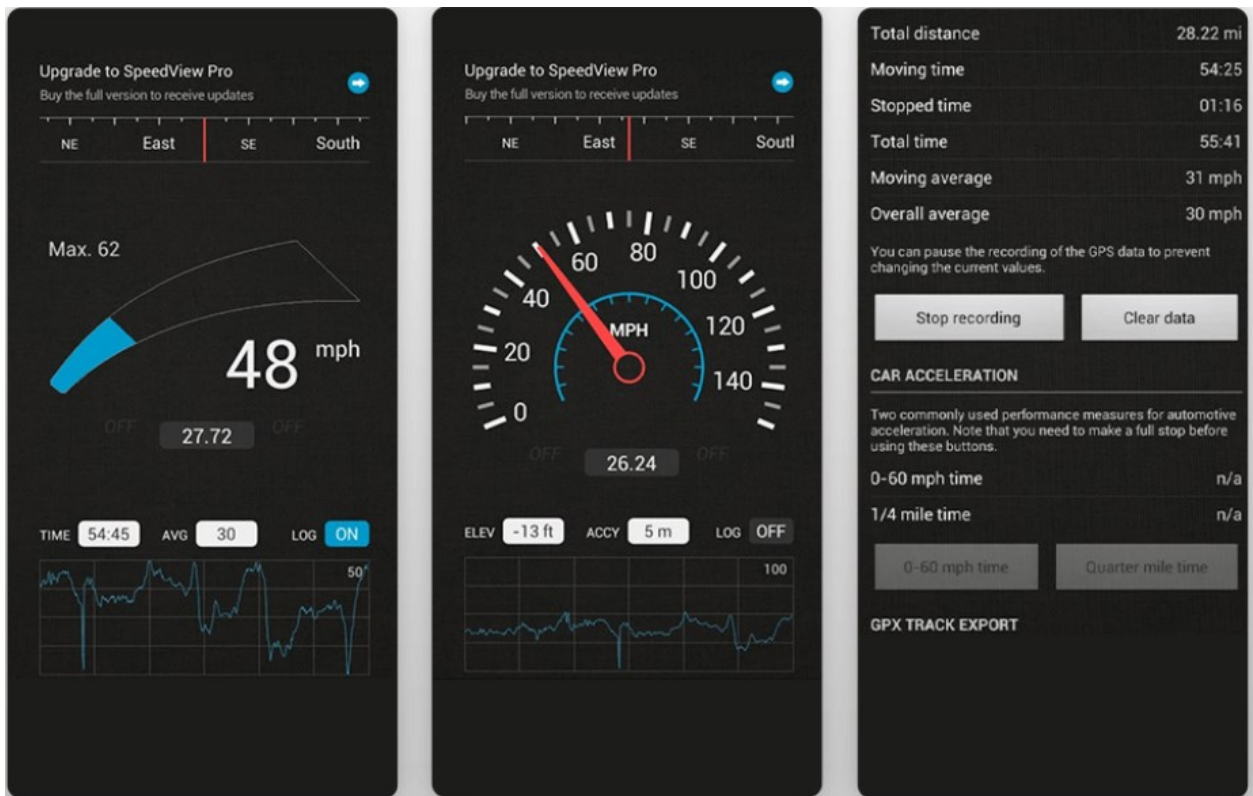 Upgrade to SpeedView Pro
Buy the full version to receive updates
NE East SE South
Max. 62
48 mph
OFF 27.72 OFF
TIME 54:45 AVG 30 LOG ON
50
Upgrade to SpeedView Pro
Buy the full version to receive updates
NE East SE Soutl
0 20 40 60 80 100 120 140
MPH
OFF 26.24 OFF
ELEV -13 ft ACCY 5 m LOG OFF
100
Total distance 28.22 mi
Moving time 54:25
Stopped time 01:16
Total time 55:41
Moving average 31 mph
Overall average 30 mph
You can pause the recording of the GPS data to prevent
changing the current values.
Stop recording Clear data
CAR ACCELERATION
Two commonly used performance measures for automotive
acceleration. Note that you need to make a full stop before
using these buttons.
0-60 mph time n/a
1/4 mile time n/a
0-60 mph time Quarter mile time
GPX TRACK EXPORT